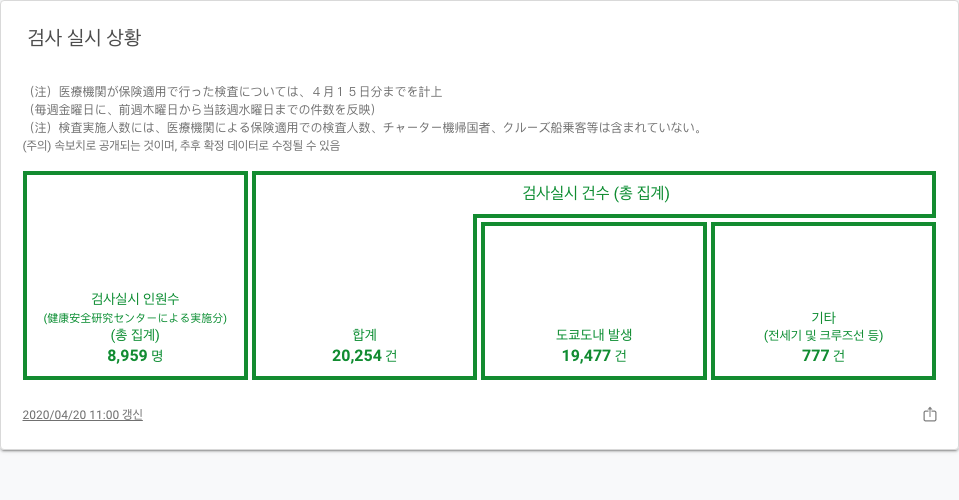 검사 실시 상황
（注）医療機関が保険適用で行った検査については、４月１５日分までを計上
（毎週金曜日に、前週木曜日から当該週水曜日までの件数を反映）
（注）検査実施人数には、医療機関による保険適用での検査人数、チャーター機帰国者、クルーズ船乗客等は含まれていない。
(주의) 속보치로 공개되는 것이며, 추후 확정 데이터로 수정될 수 있음
검사실시 인원수
(健康安全研究センターによる実施分)
(총 집계)
8,959 명
검사실시 건수 (총 집계)
합계
20,254 건
도쿄도내 발생
19,477 건
기타
(전세기 및 크루즈선 등)
777 건
2020/04/20 11:00 갱신